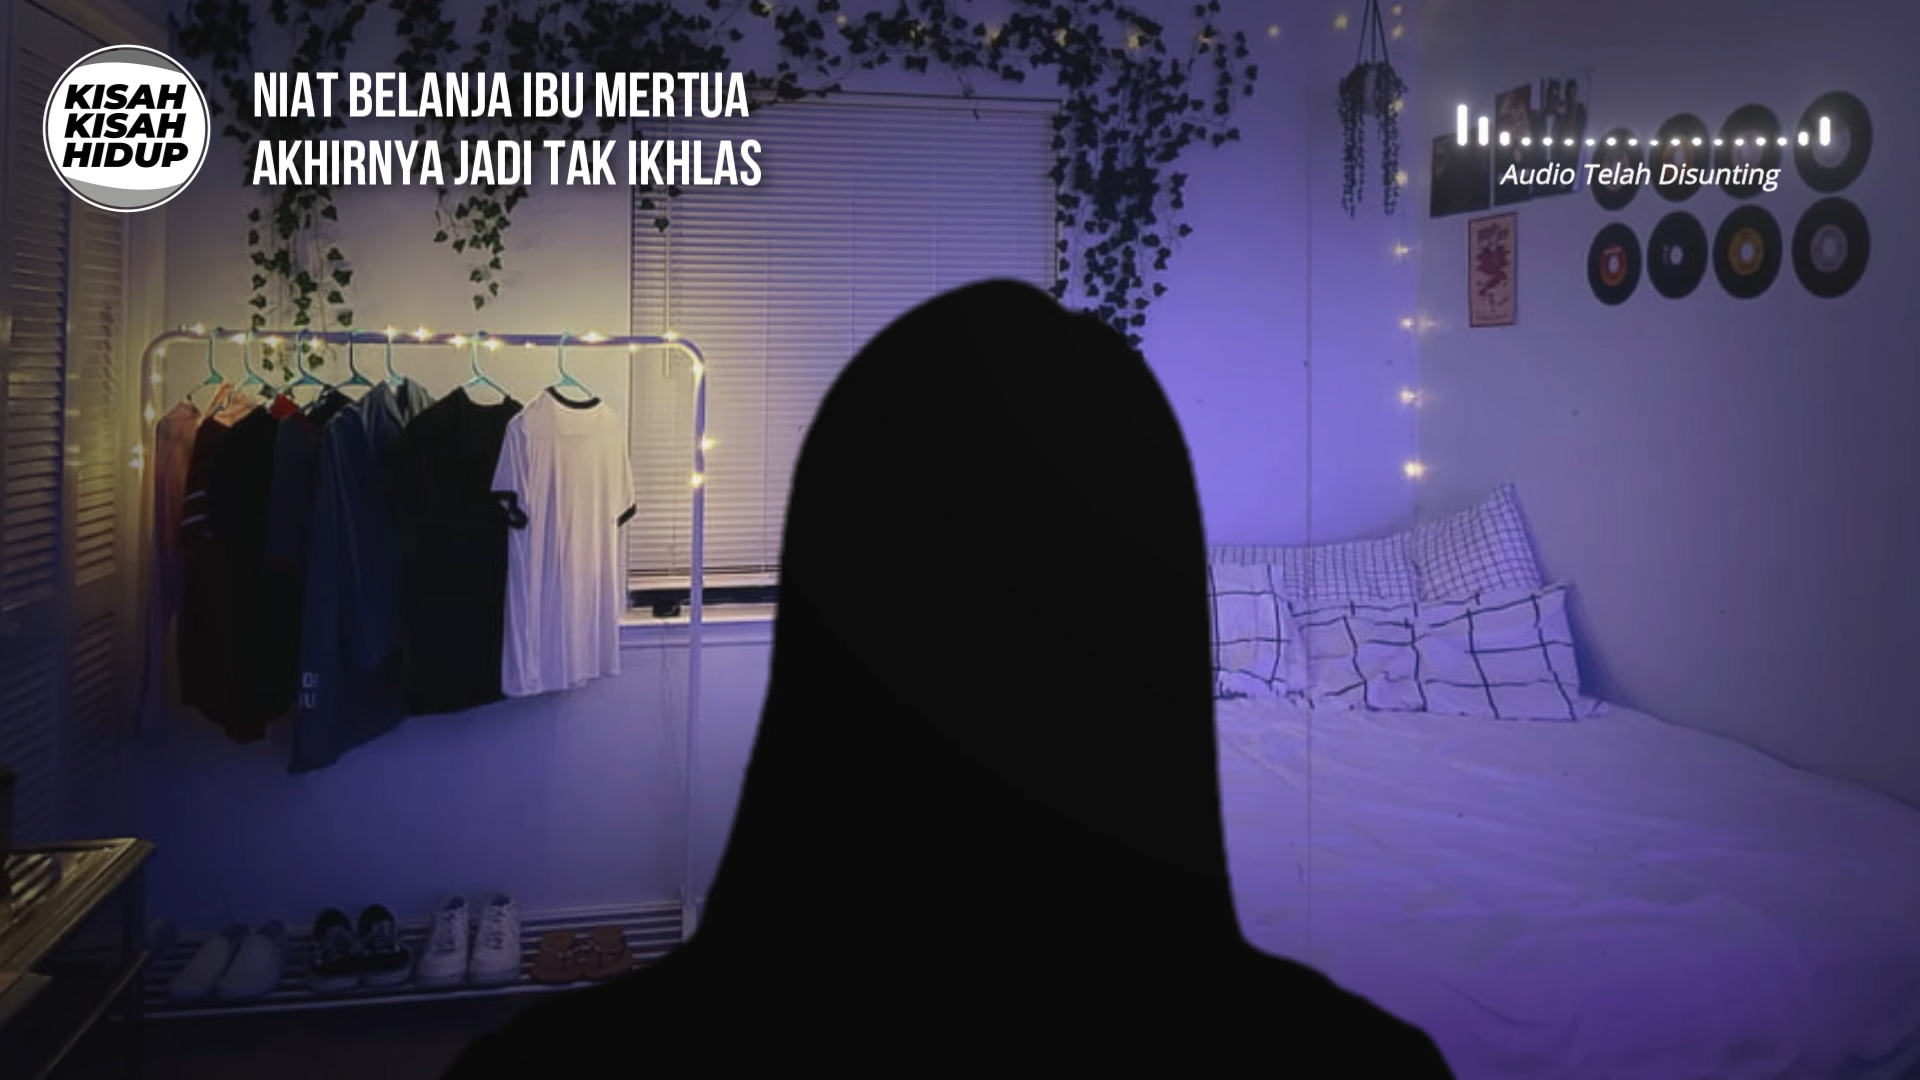 KISAH
KISAH
HIDUP
NIAT BELANJA IBU MERTUA
AKHIRNYA JADI TAK IKHLAS
Audio Telah Disunting